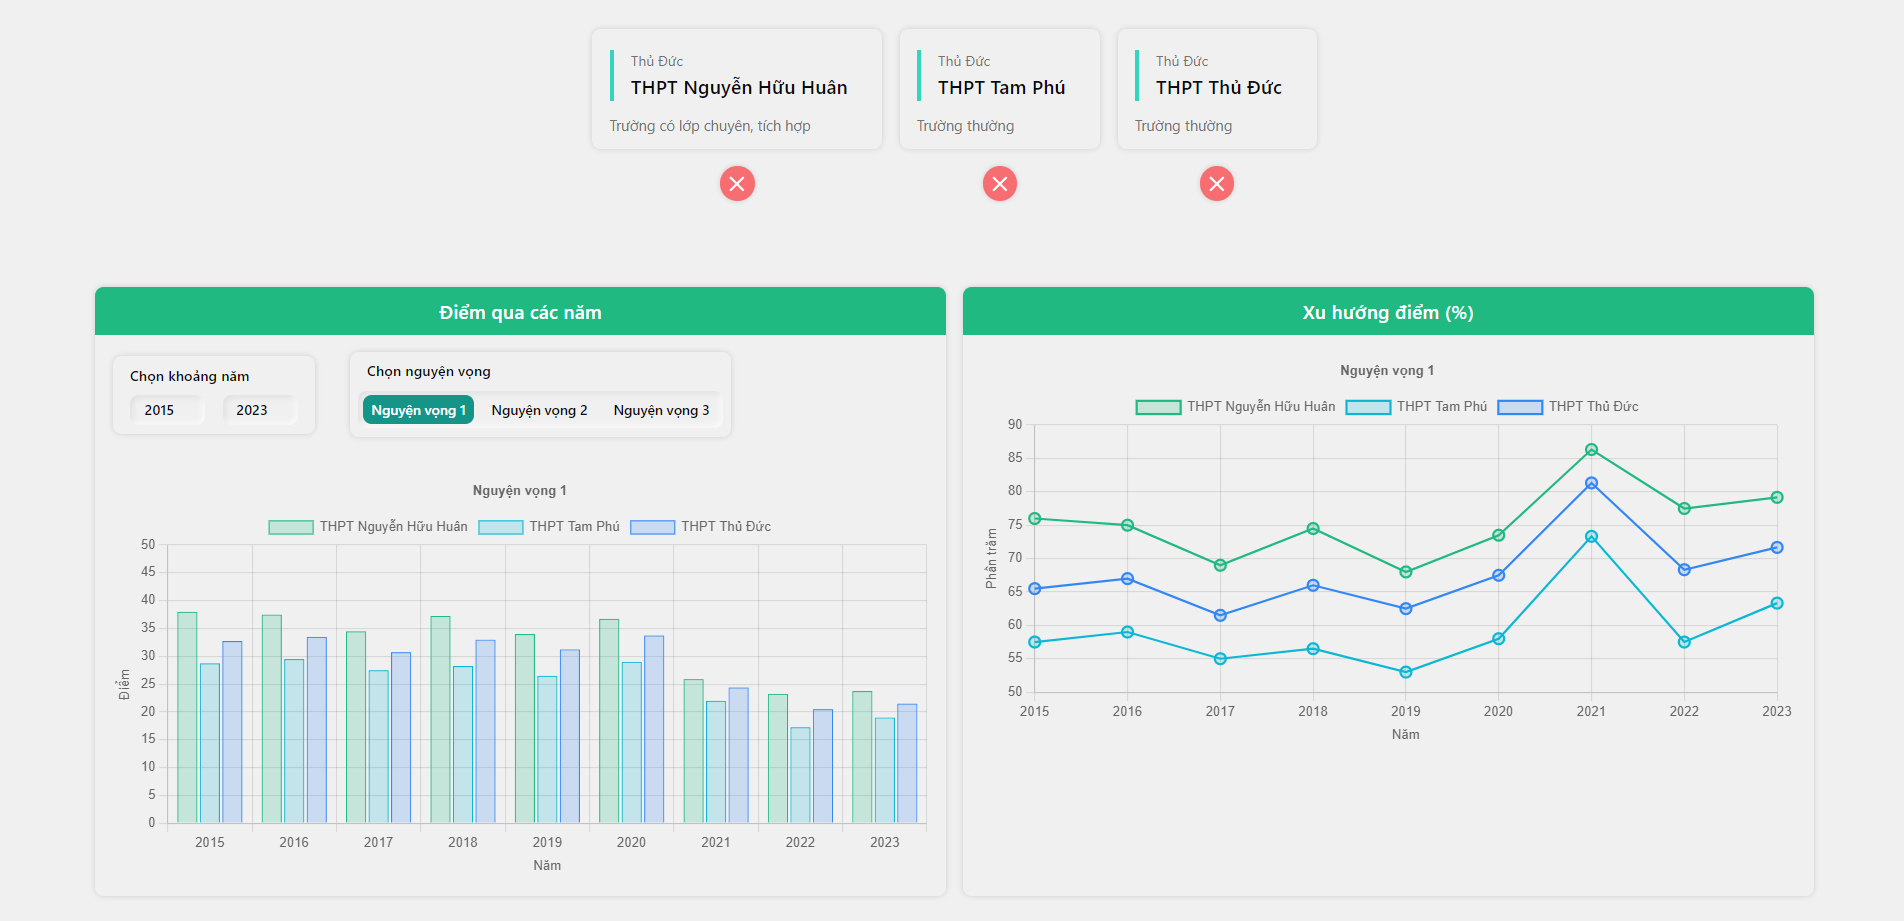 Thủ Đức
THPT Nguyễn Hữu Huân
Trường có lớp chuyên, tích hợp
Thủ Đức
THPT Tam Phú
Trường thường
Thủ Đức
THPT Thủ Đức
Trường thường
Điểm qua các năm
Chọn khoảng năm
2015 2023
Chọn nguyện vọng
Nguyện vọng 1 Nguyện vọng 2 Nguyện vọng 3
Nguyện vọng 1
THPT Nguyễn Hữu Huân THPT Tam Phú THPT Thủ Đức
50
45
40
35
30
25
20
15
10
5
0
Điểm
2015 2016 2017 2018 2019 2020 2021 2022 2023
Năm
Xu hướng điểm (%)
Nguyện vọng 1
THPT Nguyễn Hữu Huân THPT Tam Phú THPT Thủ Đức
90
85
80
75
70
65
60
55
50
Phần trăm
2015 2016 2017 2018 2019 2020 2021 2022 2023
Năm